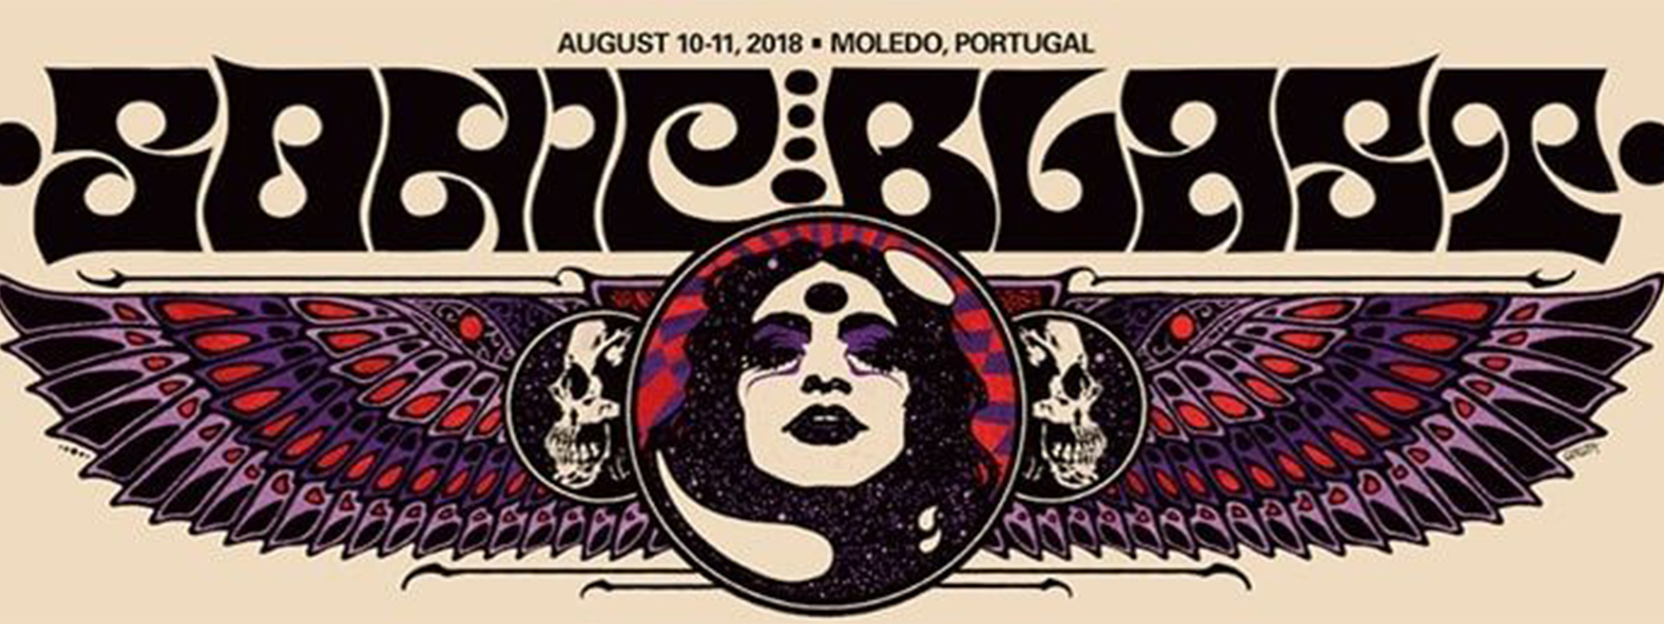 AUGUST 10-11, 2018 ▪ MOLEDO, PORTUGAL
SONIC BLAST